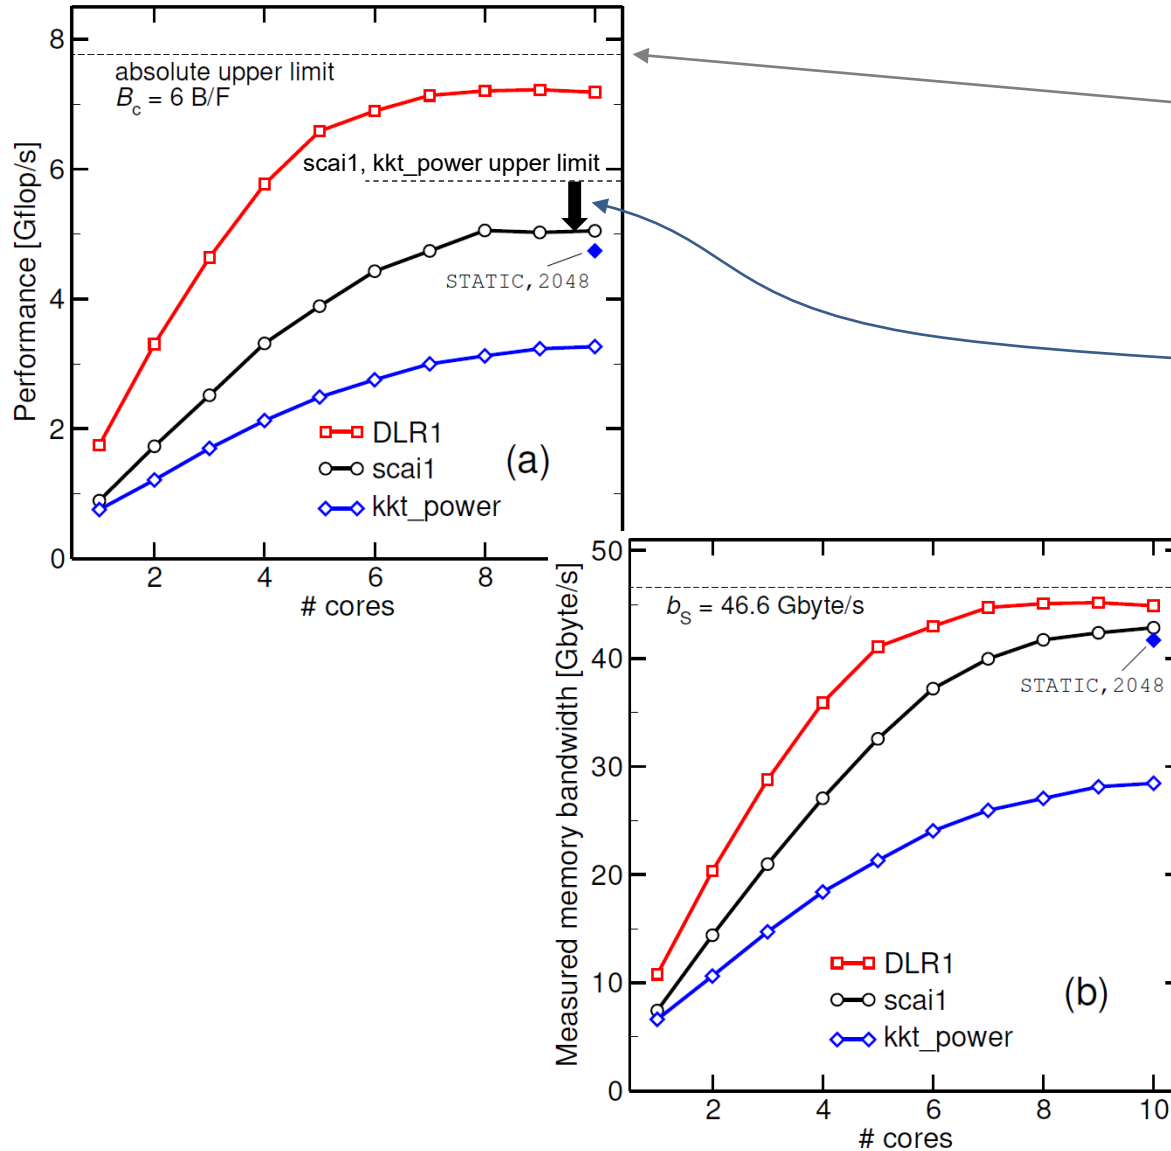 8
absolute upper limit
B_c = 6 B/F
scai1, kkt_power upper limit
6
Performance [Gflop/s]
STATIC,2048
4
2
DLR1
scai1
kkt_power
(a)
0
2
4
6
8
# cores
50
b_S = 46.6 Gbyte/s
Measured memory bandwidth [Gbyte/s]
40
STATIC,2048
30
20
10
DLR1
scai1
kkt_power
(b)
0
2
4
6
8
10
# cores